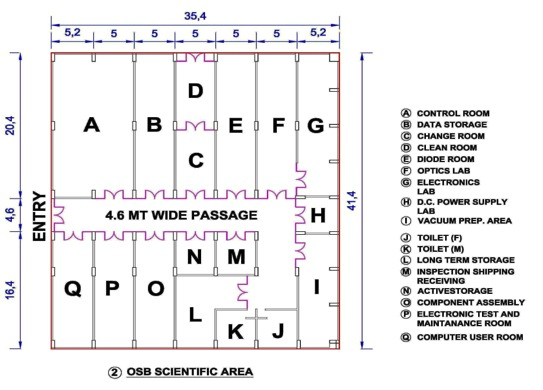 35,4
5,2 5 5 5 5 5 5,2
20,4
4,6
16,4
41,4
D
A B E F G
C
ENTRY
4.6 MT WIDE PASSAGE
H
N M
Q P O
I
L
K J
Ⓐ CONTROL ROOM
Ⓑ DATA STORAGE
Ⓒ CHANGE ROOM
Ⓓ CLEAN ROOM
Ⓔ DIODE ROOM
Ⓕ OPTICS LAB
Ⓖ ELECTRONICS
LAB
Ⓗ D.C. POWER SUPPLY
LAB
Ⓘ VACUUM PREP. AREA
Ⓙ TOILET (F)
Ⓚ TOILET (M)
Ⓛ LONG TERM STORAGE
Ⓜ INSPECTION SHIPPING
RECEIVING
Ⓝ ACTIVESTORAGE
Ⓞ COMPONENT ASSEMBLY
Ⓟ ELECTRONIC TEST AND
MAINTANANCE ROOM
Ⓠ COMPUTER USER ROOM
② OSB SCIENTIFIC AREA